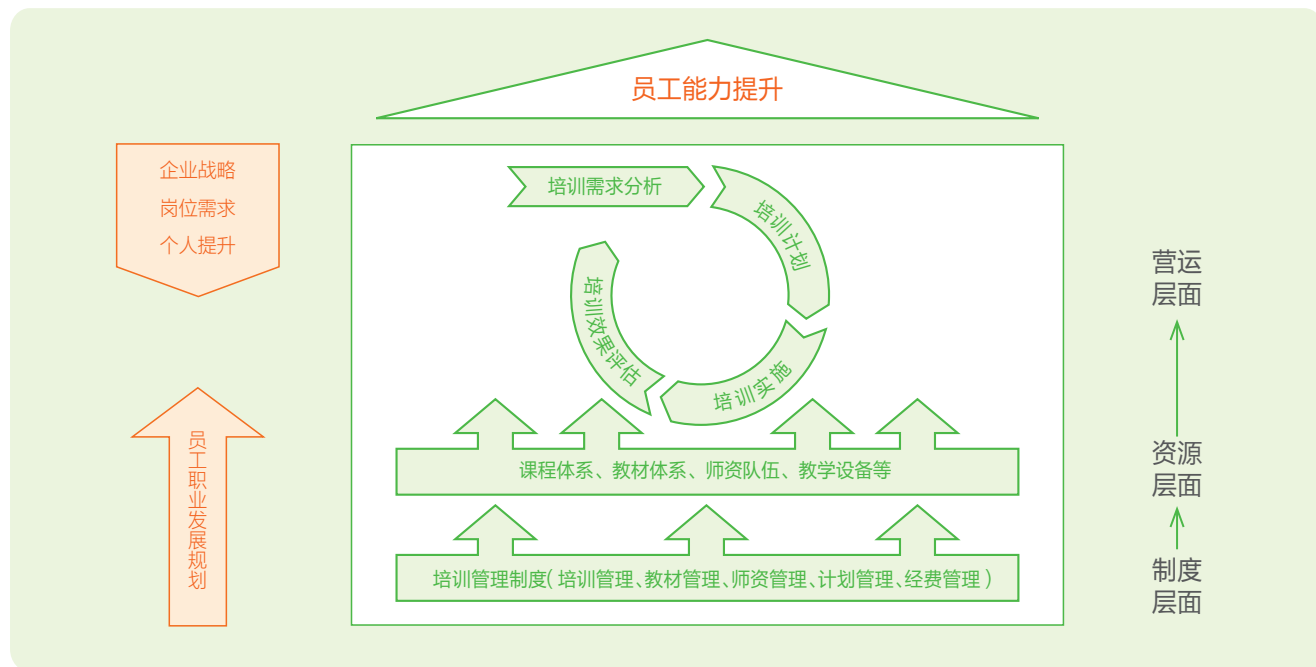 员工能力提升
企业战略
岗位需求
个人提升
员工职业发展规划
培训需求分析
培训计划
培训实施
培训效果评估
课程体系、教材体系、师资队伍、教学设备等
培训管理制度(培训管理、教材管理、师资管理、计划管理、经费管理)
营运
层面
资源
层面
制度
层面